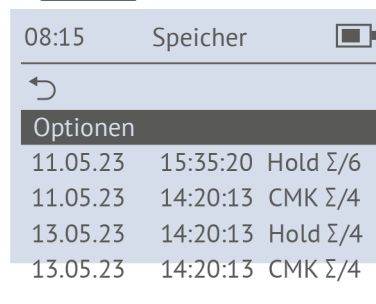 08:15 Speicher
Optionen
11.05.23 15:35:20 Hold Σ/6
11.05.23 14:20:13 CMK Σ/4
13.05.23 14:20:13 Hold Σ/4
13.05.23 14:20:13 CMK Σ/4